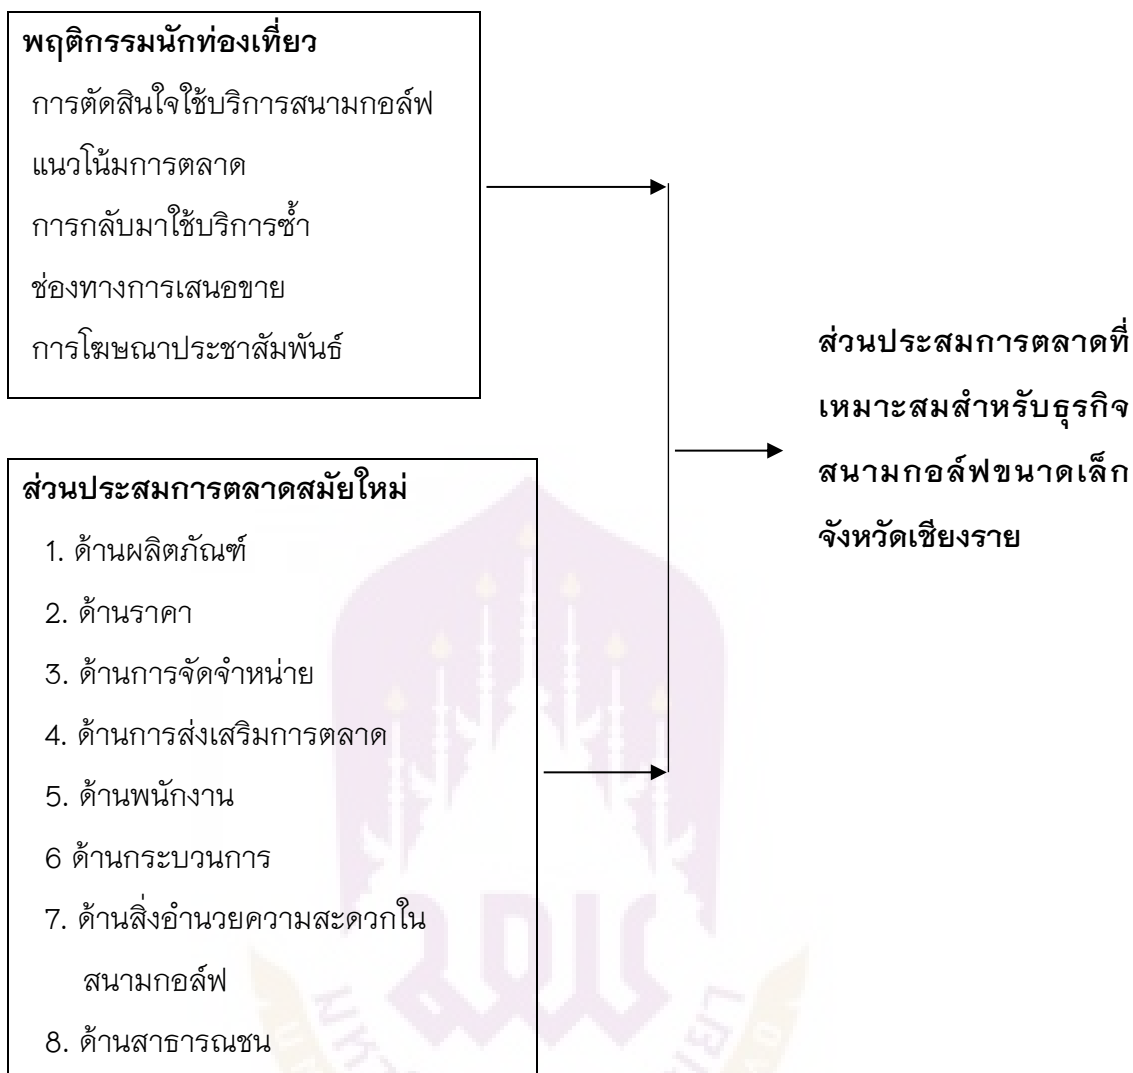 พฤติกรรมนักท่องเที่ยว
การตัดสินใจใช้บริการสนามกอล์ฟ
แนวโน้มการตลาด
การกลับมาใช้บริการซ้ำ
ช่องทางการเสนอขาย
การโฆษณาประชาสัมพันธ์
ส่วนประสมการตลาดสมัยใหม่
1. ด้านผลิตภัณฑ์
2. ด้านราคา
3. ด้านการจัดจำหน่าย
4. ด้านการส่งเสริมการตลาด
5. ด้านพนักงาน
6 ด้านกระบวนการ
7. ด้านสิ่งอำนวยความสะดวกใน
สนามกอล์ฟ
8. ด้านสาธารณชน
ส่วนประสมการตลาดที่
เหมาะสมสำหรับธุรกิจ
สนามกอล์ฟขนาดเล็ก
จังหวัดเชียงราย